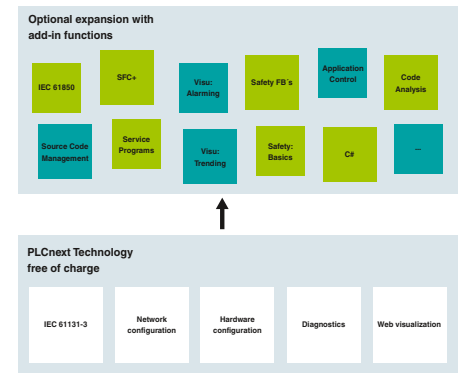 Optional expansion with
add-in functions
IEC 61850
SFC+
Visu:
Alarming
Safety FB´s
Application
Control
Code
Analysis
Source Code
Management
Service
Programs
Visu:
Trending
Safety:
Basics
C#
...
PLCnext Technology
free of charge
IEC 61131-3
Network
configuration
Hardware
configuration
Diagnostics
Web visualization